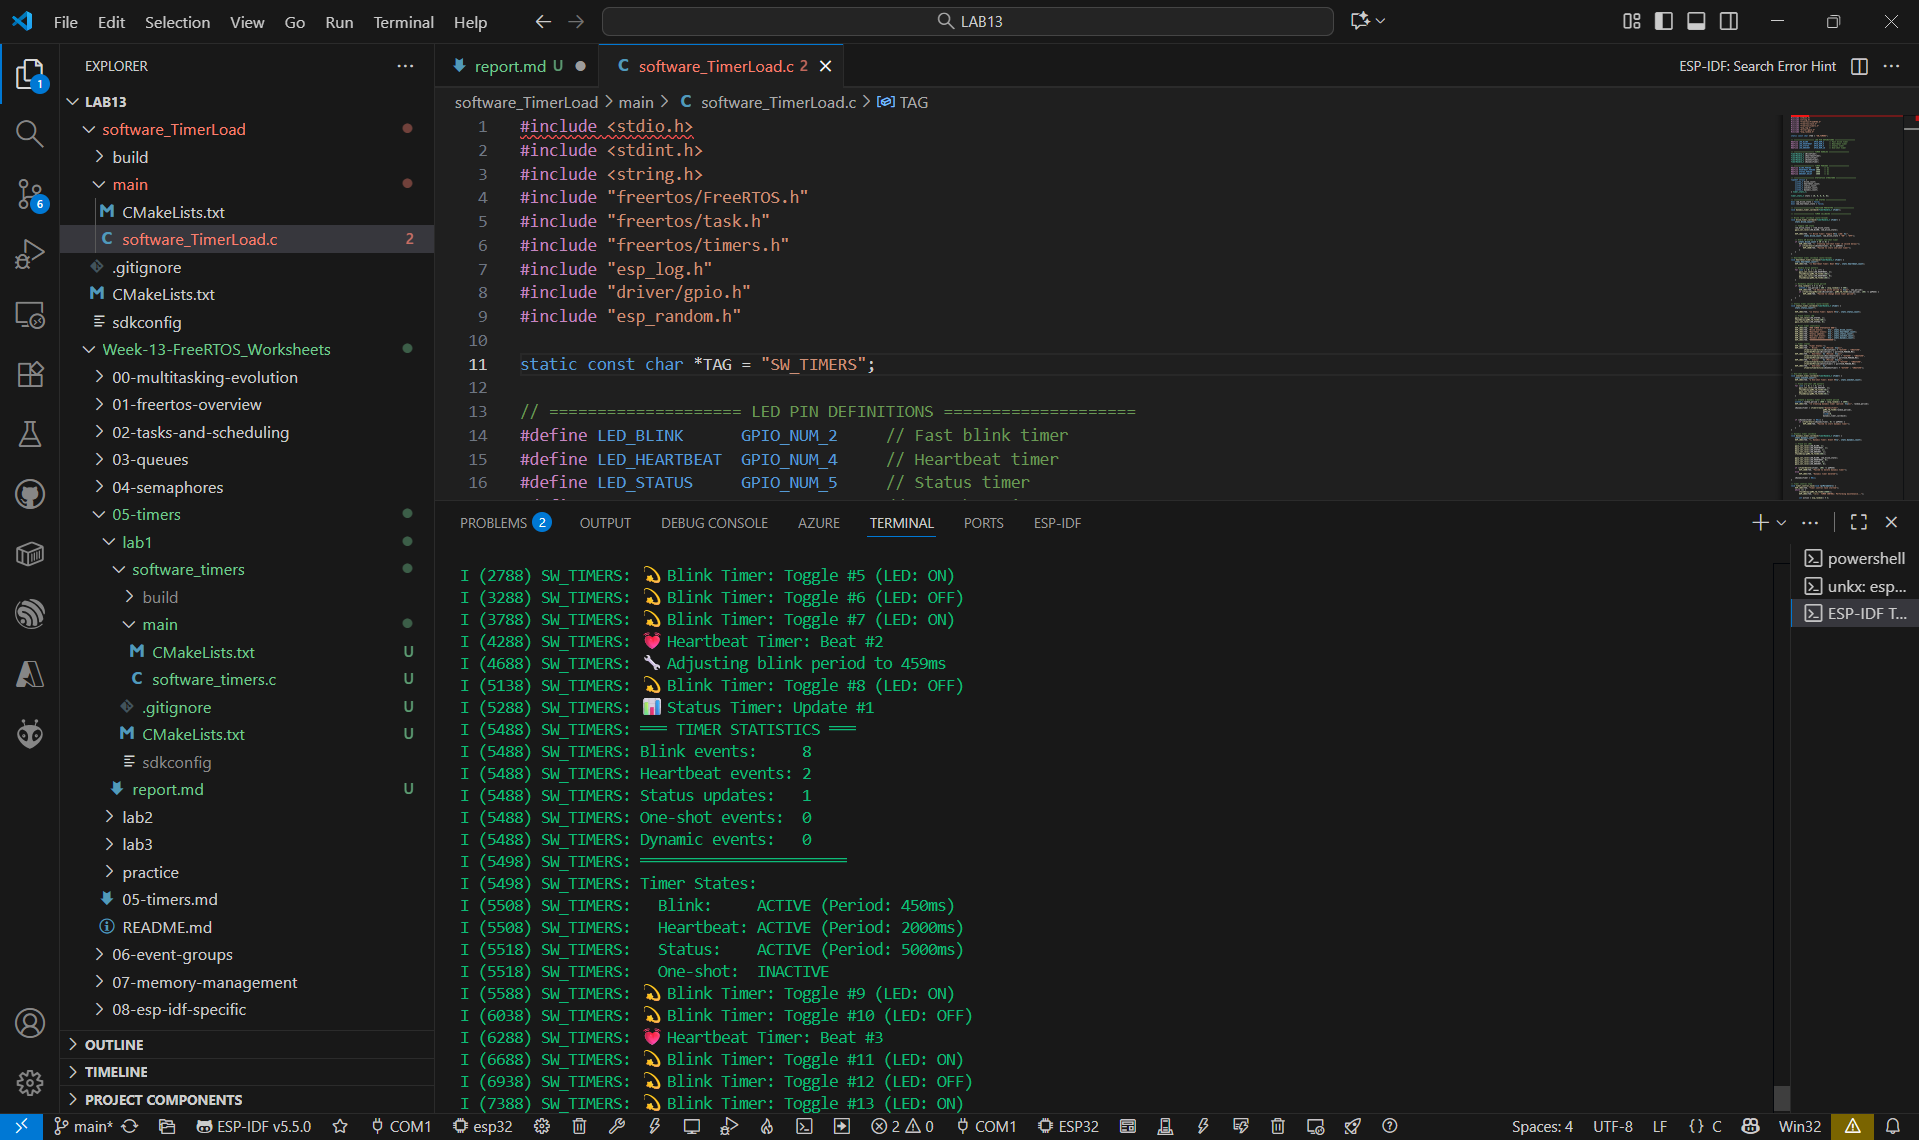 File Edit Selection View Go Run Terminal Help
LAB13
EXPLORER
LAB13
software_TimerLoad
build
main
CMakeLists.txt
software_TimerLoad.c 2
.gitignore
CMakeLists.txt
sdkconfig
Week-13-FreeRTOS_Worksheets
00-multitasking-evolution
01-freertos-overview
02-tasks-and-scheduling
03-queues
04-semaphores
05-timers
lab1
software_timers
build
main
CMakeLists.txt U
software_timers.c U
.gitignore U
CMakeLists.txt U
sdkconfig
report.md U
lab2
lab3
practice
05-timers.md
README.md
06-event-groups
07-memory-management
08-esp-idf-specific
OUTLINE
TIMELINE
PROJECT COMPONENTS
1
6
report.md U
software_TimerLoad.c 2
ESP-IDF: Search Error Hint
software_TimerLoad > main > C software_TimerLoad.c > TAG
1 #include <stdio.h>
2 #include <stdint.h>
3 #include <string.h>
4 #include "freertos/FreeRTOS.h"
5 #include "freertos/task.h"
6 #include "freertos/timers.h"
7 #include "esp_log.h"
8 #include "driver/gpio.h"
9 #include "esp_random.h"
10
11 static const char *TAG = "SW_TIMERS";
12
13 // ==================== LED PIN DEFINITIONS ====================
14 #define LED_BLINK GPIO_NUM_2 // Fast blink timer
15 #define LED_HEARTBEAT GPIO_NUM_4 // Heartbeat timer
16 #define LED_STATUS GPIO_NUM_5 // Status timer
PROBLEMS 2 OUTPUT DEBUG CONSOLE AZURE TERMINAL PORTS ESP-IDF
powershell
unkx: esp...
ESP-IDF T...
I (2788) SW_TIMERS: 💫 Blink Timer: Toggle #5 (LED: ON)
I (3288) SW_TIMERS: 💫 Blink Timer: Toggle #6 (LED: OFF)
I (3788) SW_TIMERS: 💫 Blink Timer: Toggle #7 (LED: ON)
I (4288) SW_TIMERS: 💓 Heartbeat Timer: Beat #2
I (4688) SW_TIMERS: 🔧 Adjusting blink period to 459ms
I (5138) SW_TIMERS: 💫 Blink Timer: Toggle #8 (LED: OFF)
I (5288) SW_TIMERS: 📊 Status Timer: Update #1
I (5488) SW_TIMERS: ═══ TIMER STATISTICS ═══
I (5488) SW_TIMERS: Blink events: 8
I (5488) SW_TIMERS: Heartbeat events: 2
I (5488) SW_TIMERS: Status updates: 1
I (5488) SW_TIMERS: One-shot events: 0
I (5488) SW_TIMERS: Dynamic events: 0
I (5498) SW_TIMERS: ═══════════════════════
I (5498) SW_TIMERS: Timer States:
I (5508) SW_TIMERS: Blink: ACTIVE (Period: 450ms)
I (5508) SW_TIMERS: Heartbeat: ACTIVE (Period: 2000ms)
I (5518) SW_TIMERS: Status: ACTIVE (Period: 5000ms)
I (5518) SW_TIMERS: One-shot: INACTIVE
I (5588) SW_TIMERS: 💫 Blink Timer: Toggle #9 (LED: ON)
I (6038) SW_TIMERS: 💫 Blink Timer: Toggle #10 (LED: OFF)
I (6288) SW_TIMERS: 💓 Heartbeat Timer: Beat #3
I (6688) SW_TIMERS: 💫 Blink Timer: Toggle #11 (LED: ON)
I (6938) SW_TIMERS: 💫 Blink Timer: Toggle #12 (LED: OFF)
I (7388) SW_TIMERS: 💫 Blink Timer: Toggle #13 (LED: ON)
main* ESP-IDF v5.5.0 COM1 esp32 2 0 COM1 ESP32 Spaces: 4 UTF-8 LF {} C Win32